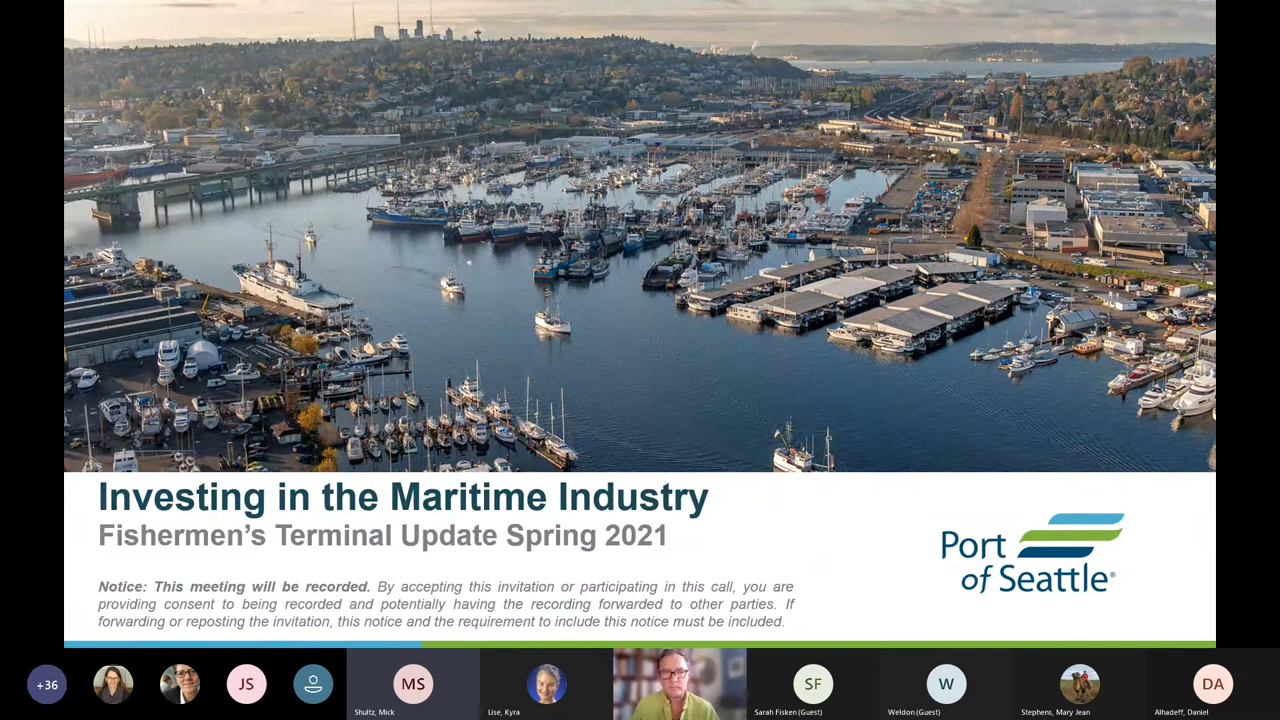 Investing in the Maritime Industry
Fishermen's Terminal Update Spring 2021
Notice: This meeting will be recorded. By accepting this invitation or participating in this call, you are
providing consent to being recorded and potentially having the recording forwarded to other parties. If
forwarding or reposting the invitation, this notice and the requirement to include this notice must be included.
Port
of Seattle®
+36
JS
MS
SF
W
DA
Shultz, Mick
Lise, Kyra
Sarah Fisken (Guest)
Weldon (Guest)
Stephens, Mary Jean
Alhadeff, Daniel